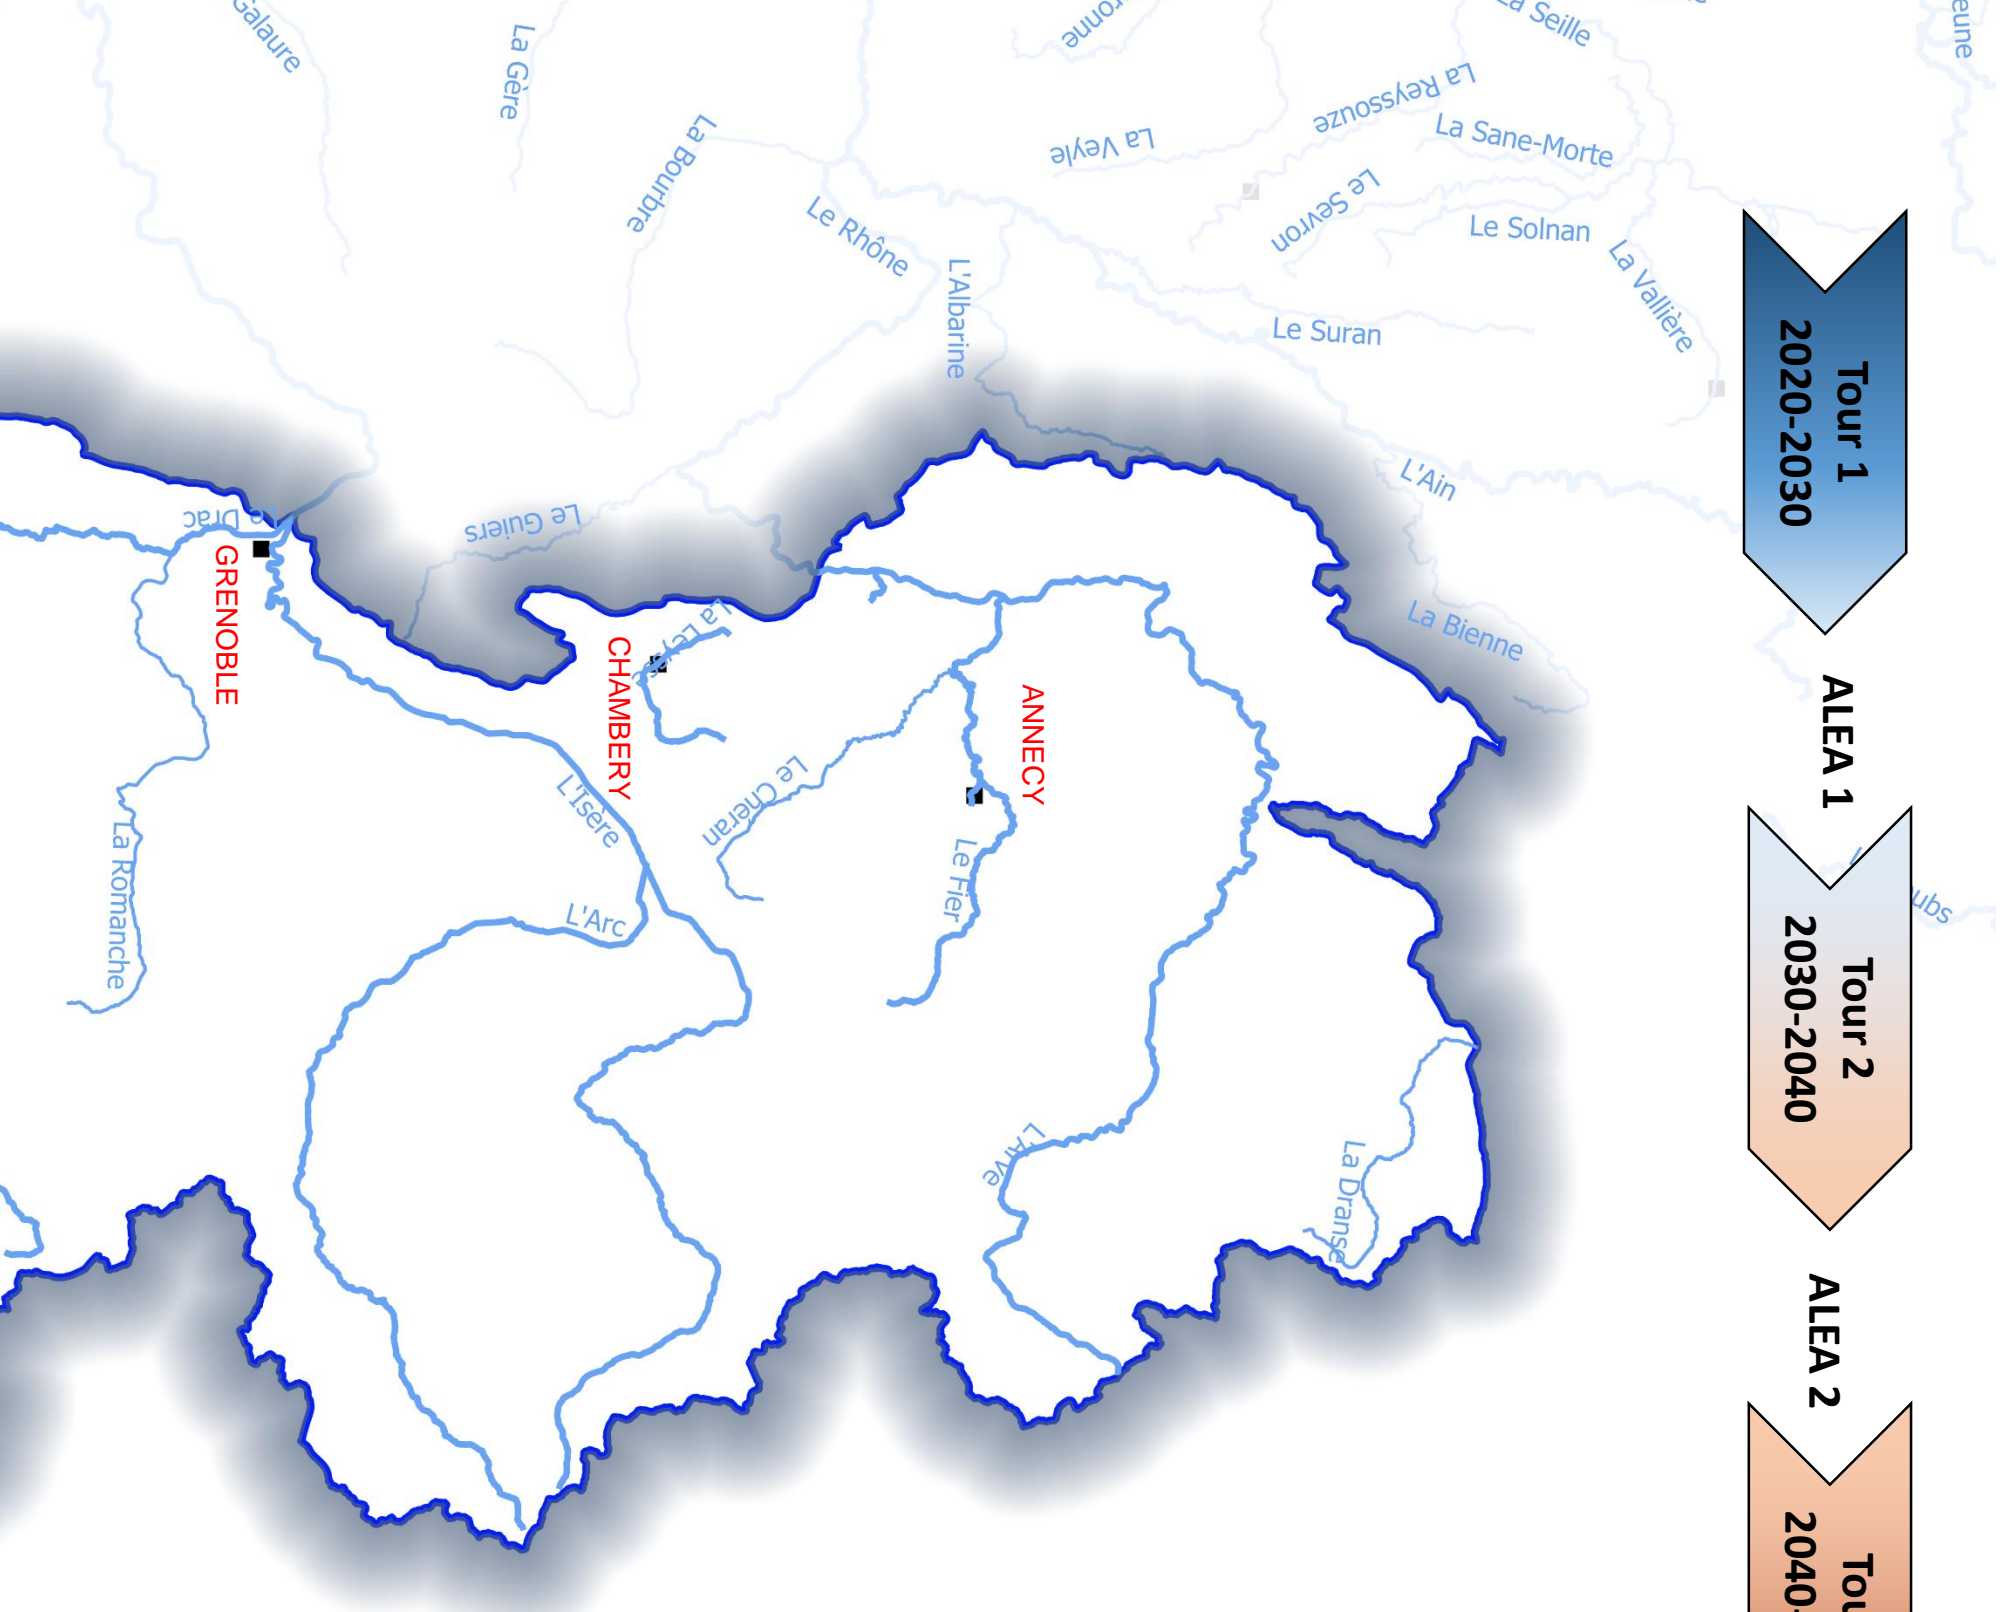 Galaure
La Gère
La Bourbre
Le Rhône
L'Albarine
La Veyle
La Reyssouze
La Seille
La Sane-Morte
Le Sevron
Le Solnan
La Vallière
Le Suran
L'Ain
La Bienne
Le Guiers
Le Drac
GRENOBLE
CHAMBERY
ANNECY
L'Isère
Le Chéran
Le Fier
L'Arc
La Romanche
L'Arve
La Dranse
Tour 1
2020-2030
ALEA 1
Tour 2
2030-2040
ALEA 2